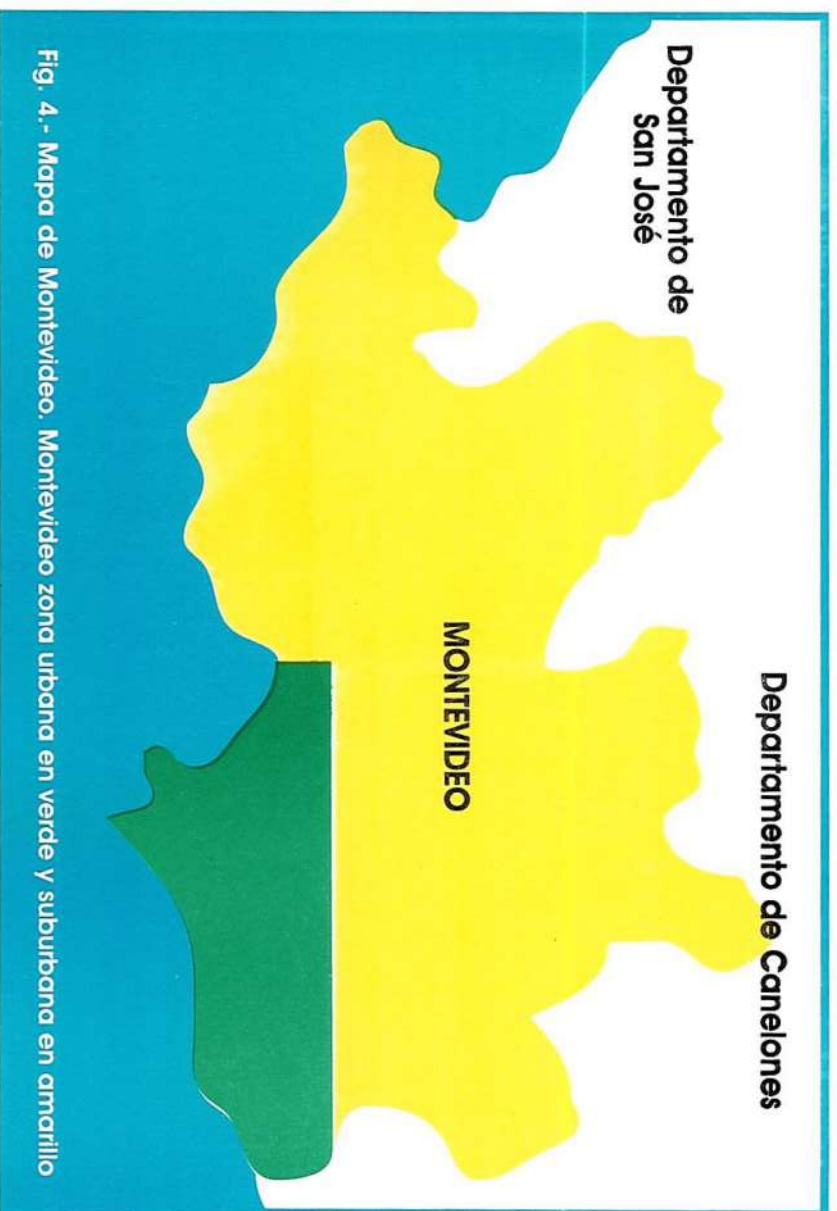 Departamento de Canelones
Departamento de
San José
MONTEVIDEO
Fig. 4.- Mapa de Montevideo. Montevideo zona urbana en verde y suburbana en amarillo